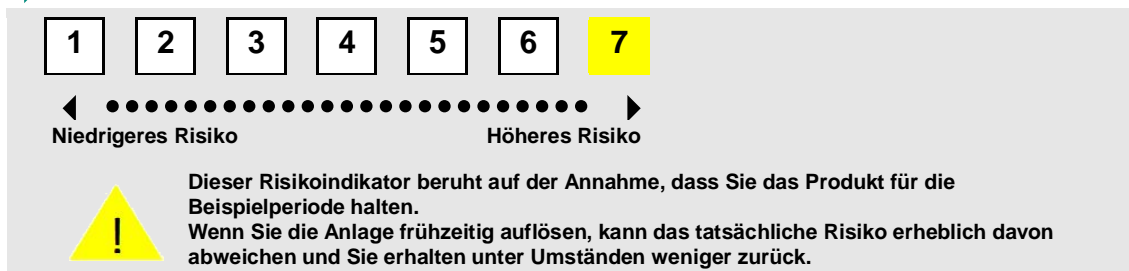 1 2 3 4 5 6 7
Niedrigeres Risiko Höheres Risiko
Dieser Risikoindikator beruht auf der Annahme, dass Sie das Produkt für die
Beispielperiode halten.
! Wenn Sie die Anlage frühzeitig auflösen, kann das tatsächliche Risiko erheblich davon
abweichen und Sie erhalten unter Umständen weniger zurück.